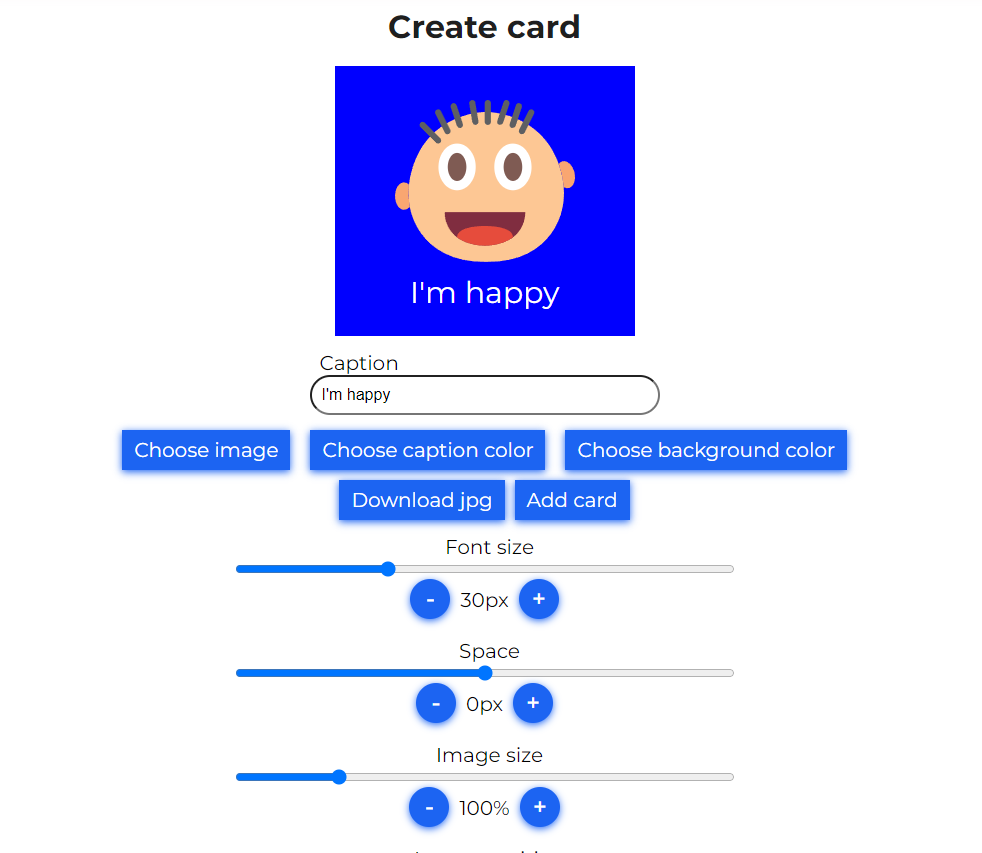 Create card
I'm happy
Caption
I'm happy
Choose image Choose caption color Choose background color
Download jpg Add card
Font size
- 30px +
Space
- 0px +
Image size
- 100% +